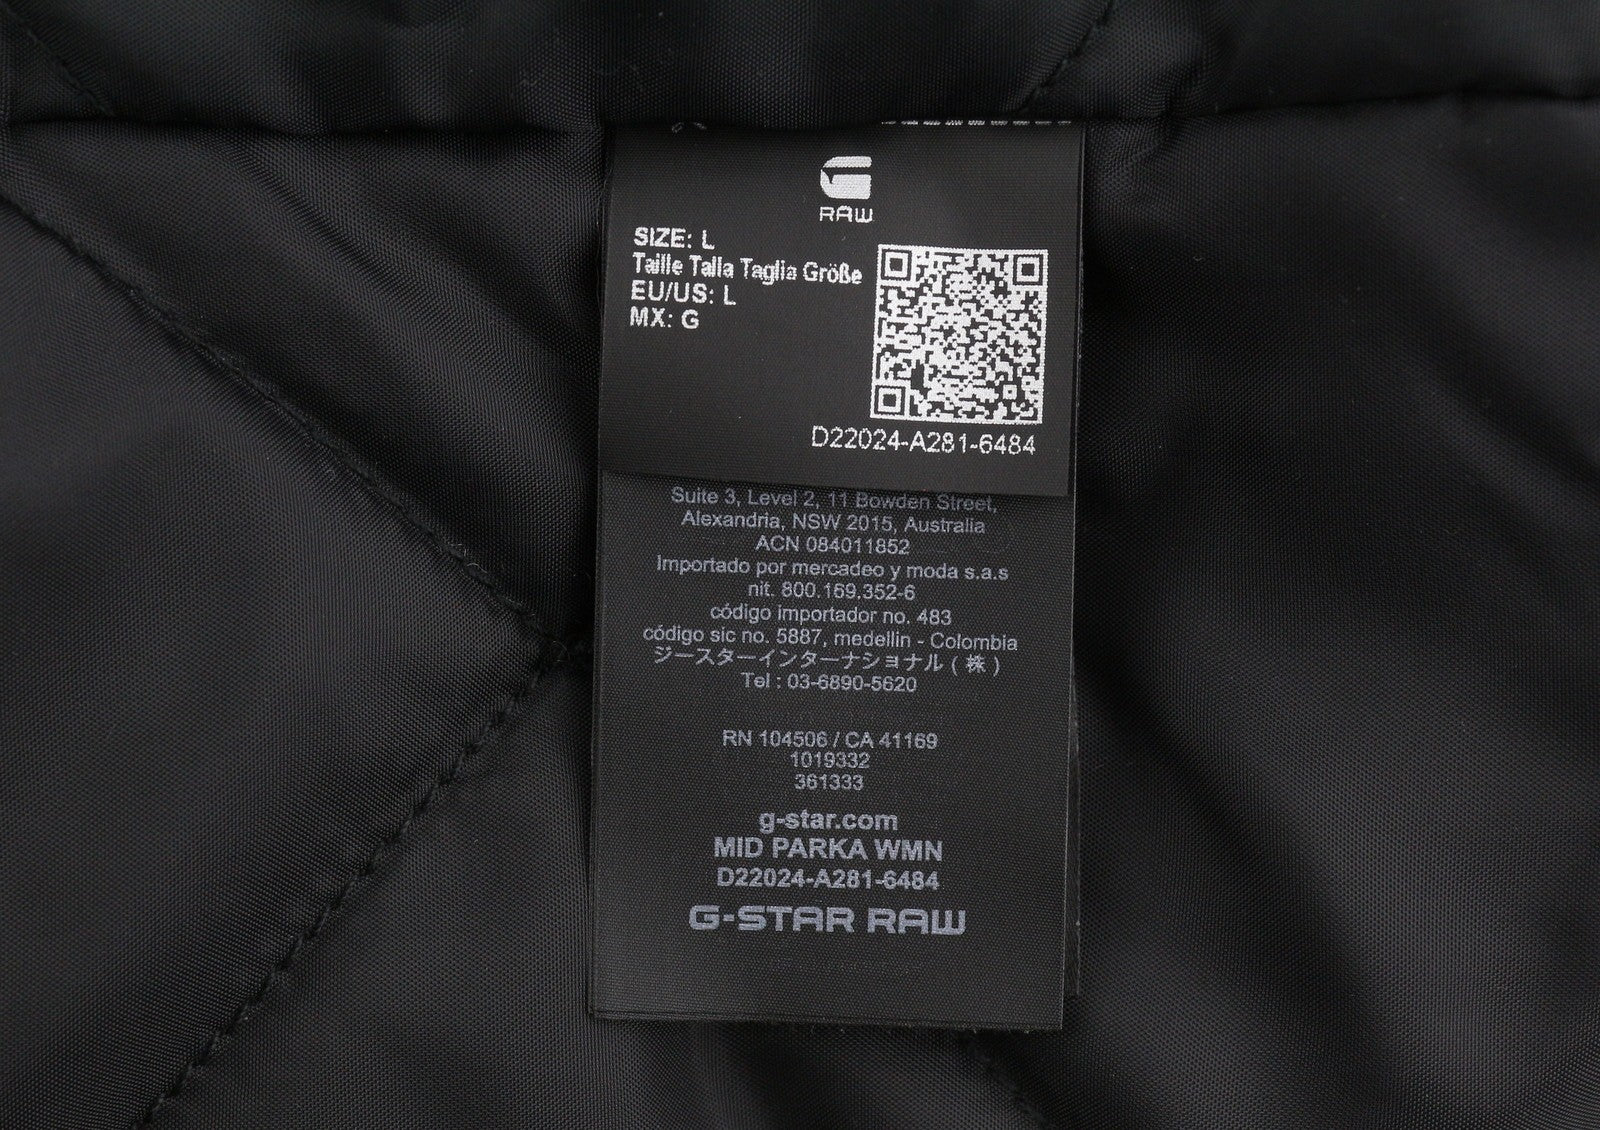 RAW
SIZE: L
Taille Talla Taglia Größe
EU/US: L
MX: G
D22024-A281-6484
Suite 3, Level 2, 11 Bowden Street,
Alexandria, NSW 2015, Australia
ACN 084011852
Importado por mercadeo y moda s.a.s
nit. 800.169.352-6
código importador no. 483
código sic no. 5887, medellin - Colombia
ジースターインターナショナル ( 株 )
Tel : 03-6890-5620
RN 104506 / CA 41169
1019332
361333
g-star.com
MID PARKA WMN
D22024-A281-6484
G-STAR RAW